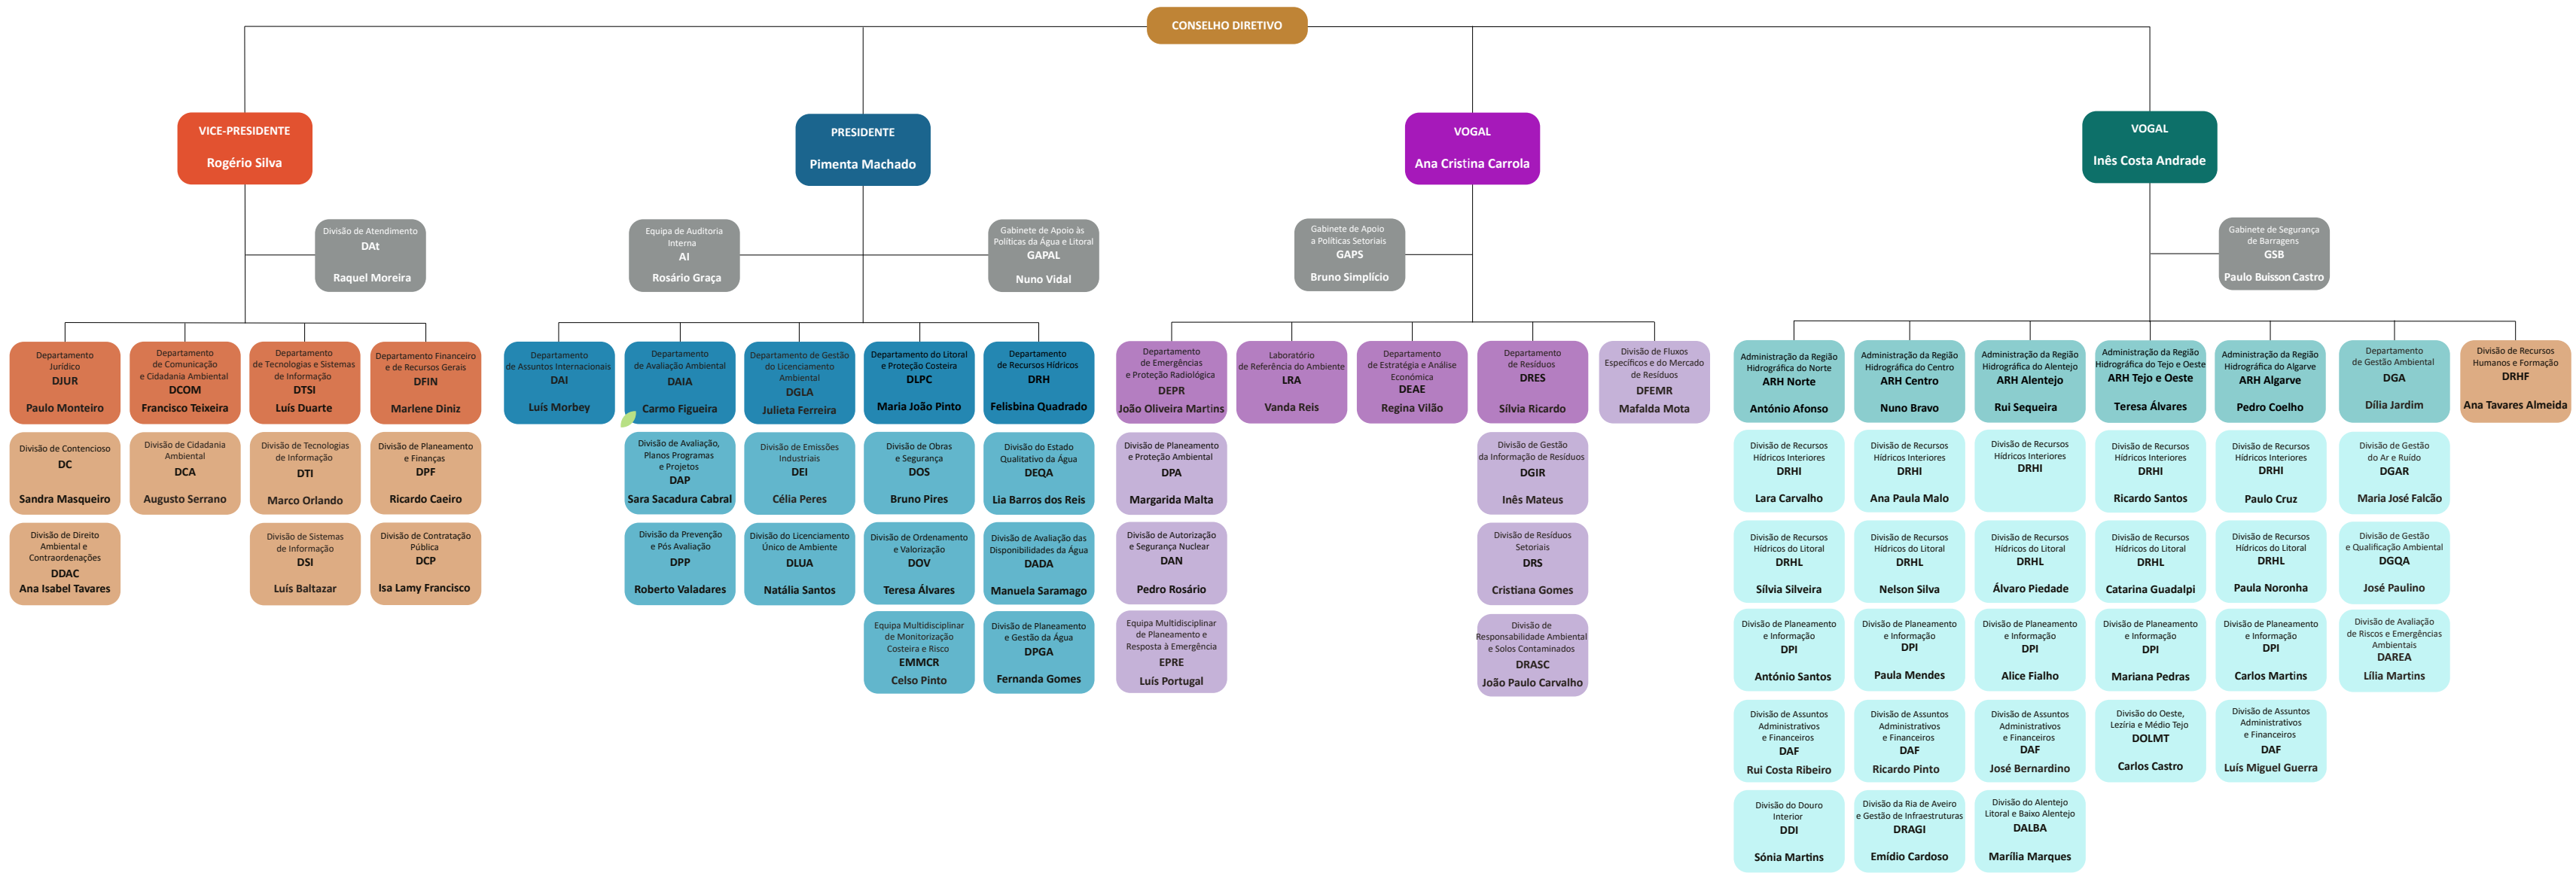 CONSELHO DIRETIVO
VICE-PRESIDENTE
Rogério Silva
PRESIDENTE
Pimenta Machado
VOGAL
Ana Cristina Carrola
VOGAL
Inês Costa Andrade
Divisão de Atendimento
DAt
Raquel Moreira
Equipa de Auditoria
Interna
AI
Rosário Graça
Gabinete de Apoio às
Políticas da Água e Litoral
GAPAL
Nuno Vidal
Gabinete de Apoio
a Políticas Setoriais
GAPS
Bruno Simplício
Gabinete de Segurança
de Barragens
GSB
Paulo Buisson Castro
Departamento
Jurídico
DJUR
Paulo Monteiro
Departamento
de Comunicação
e Cidadania Ambiental
DCOM
Francisco Teixeira
Departamento
de Tecnologias e Sistemas
de Informação
DTSI
Luís Duarte
Departamento Financeiro
e de Recursos Gerais
DFIN
Marlene Diniz
Departamento
de Assuntos Internacionais
DAI
Luís Morbey
Departamento
de Avaliação Ambiental
DAIA
Carmo Figueira
Departamento de Gestão
do Licenciamento
Ambiental
DGLA
Julieta Ferreira
Departamento do Litoral
e Proteção Costeira
DLPC
Maria João Pinto
Departamento
de Recursos Hídricos
DRH
Felisbina Quadrado
Departamento
de Emergências
e Proteção Radiológica
DEPR
João Oliveira Martins
Laboratório
de Referência do Ambiente
LRA
Vanda Reis
Departamento
de Estratégia e Análise
Económica
DEAE
Regina Vilão
Departamento
de Resíduos
DRES
Sílvia Ricardo
Divisão de Fluxos
Específicos e do Mercado
de Resíduos
DFEMR
Mafalda Mota
Administração da Região
Hidrográfica do Norte
ARH Norte
António Afonso
Administração da Região
Hidrográfica do Centro
ARH Centro
Nuno Bravo
Administração da Região
Hidrográfica do Alentejo
ARH Alentejo
Rui Sequeira
Administração da Região
Hidrográfica do Tejo e Oeste
ARH Tejo e Oeste
Teresa Álvares
Administração da Região
Hidrográfica do Algarve
ARH Algarve
Pedro Coelho
Departamento
de Gestão Ambiental
DGA
Dília Jardim
Divisão de Recursos
Humanos e Formação
DRHF
Ana Tavares Almeida
Divisão de Contencioso
DC
Sandra Masqueiro
Divisão de Cidadania
Ambiental
DCA
Augusto Serrano
Divisão de Tecnologias
de Informação
DTI
Marco Orlando
Divisão de Planeamento
e Finanças
DPF
Ricardo Caeiro
Divisão de Avaliação,
Planos Programas
e Projetos
DAP
Sara Sacadura Cabral
Divisão de Emissões
Industriais
DEI
Célia Peres
Divisão de Obras
e Segurança
DOS
Bruno Pires
Divisão do Estado
Qualitativo da Água
DEQA
Lia Barros dos Reis
Divisão de Planeamento
e Proteção Ambiental
DPA
Margarida Malta
Divisão de Gestão
da Informação de Resíduos
DGIR
Inês Mateus
Divisão de Recursos
Hídricos Interiores
DRHI
Lara Carvalho
Divisão de Recursos
Hídricos Interiores
DRHI
Ana Paula Malo
Divisão de Recursos
Hídricos Interiores
DRHI
Divisão de Recursos
Hídricos Interiores
DRHI
Ricardo Santos
Divisão de Recursos
Hídricos Interiores
DRHI
Paulo Cruz
Divisão de Gestão
do Ar e Ruído
DGAR
Maria José Falcão
Divisão de Direito
Ambiental e
Contraordenações
DDAC
Ana Isabel Tavares
Divisão de Sistemas
de Informação
DSI
Luís Baltazar
Divisão de Contratação
Pública
DCP
Isa Lamy Francisco
Divisão da Prevenção
e Pós Avaliação
DPP
Roberto Valadares
Divisão do Licenciamento
Único de Ambiente
DLUA
Natália Santos
Divisão de Ordenamento
e Valorização
DOV
Teresa Álvares
Divisão de Avaliação das
Disponibilidades da Água
DADA
Manuela Saramago
Divisão de Autorização
e Segurança Nuclear
DAN
Pedro Rosário
Divisão de Resíduos
Setoriais
DRS
Cristiana Gomes
Divisão de Recursos
Hídricos do Litoral
DRHL
Sílvia Silveira
Divisão de Recursos
Hídricos do Litoral
DRHL
Nelson Silva
Divisão de Recursos
Hídricos do Litoral
DRHL
Álvaro Piedade
Divisão de Recursos
Hídricos do Litoral
DRHL
Catarina Guadalpi
Divisão de Recursos
Hídricos do Litoral
DRHL
Paula Noronha
Divisão de Gestão
e Qualificação Ambiental
DGQA
José Paulino
Equipa Multidisciplinar
de Monitorização
Costeira e Risco
EMMCR
Celso Pinto
Divisão de Planeamento
e Gestão da Água
DPGA
Fernanda Gomes
Equipa Multidisciplinar
de Planeamento e
Resposta à Emergência
EPRE
Luís Portugal
Divisão de
Responsabilidade Ambiental
e Solos Contaminados
DRASC
João Paulo Carvalho
Divisão de Planeamento
e Informação
DPI
António Santos
Divisão de Planeamento
e Informação
DPI
Paula Mendes
Divisão de Planeamento
e Informação
DPI
Alice Fialho
Divisão de Planeamento
e Informação
DPI
Mariana Pedras
Divisão de Planeamento
e Informação
DPI
Carlos Martins
Divisão de Avaliação
de Riscos e Emergências
Ambientais
DAREA
Lília Martins
Divisão de Assuntos
Administrativos
e Financeiros
DAF
Rui Costa Ribeiro
Divisão de Assuntos
Administrativos
e Financeiros
DAF
Ricardo Pinto
Divisão de Assuntos
Administrativos
e Financeiros
DAF
José Bernardino
Divisão do Oeste,
Lezíria e Médio Tejo
DOLMT
Carlos Castro
Divisão de Assuntos
Administrativos
e Financeiros
DAF
Luís Miguel Guerra
Divisão do Douro
Interior
DDI
Sónia Martins
Divisão da Ria de Aveiro
e Gestão de Infraestruturas
DRAGI
Emídio Cardoso
Divisão do Alentejo
Litoral e Baixo Alentejo
DALBA
Marília Marques